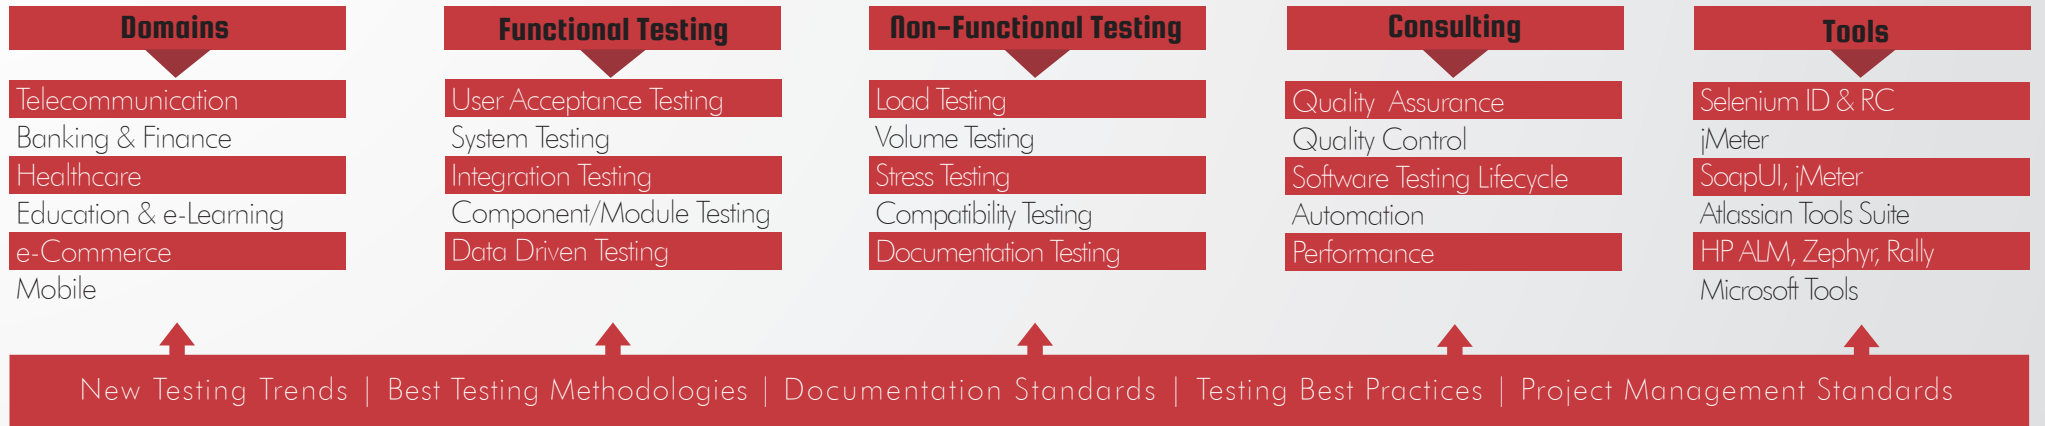 Domains
Telecommunication
Banking & Finance
Healthcare
Education & e-Learning
e-Commerce
Mobile
Functional Testing
User Acceptance Testing
System Testing
Integration Testing
Component/Module Testing
Data Driven Testing
Non-Functional Testing
Load Testing
Volume Testing
Stress Testing
Compatibility Testing
Documentation Testing
Consulting
Quality Assurance
Quality Control
Software Testing Lifecycle
Automation
Performance
Tools
Selenium ID & RC
jMeter
SoapUI, jMeter
Atlassian Tools Suite
HP ALM, Zephyr, Rally
Microsoft Tools
New Testing Trends | Best Testing Methodologies | Documentation Standards | Testing Best Practices | Project Management Standards